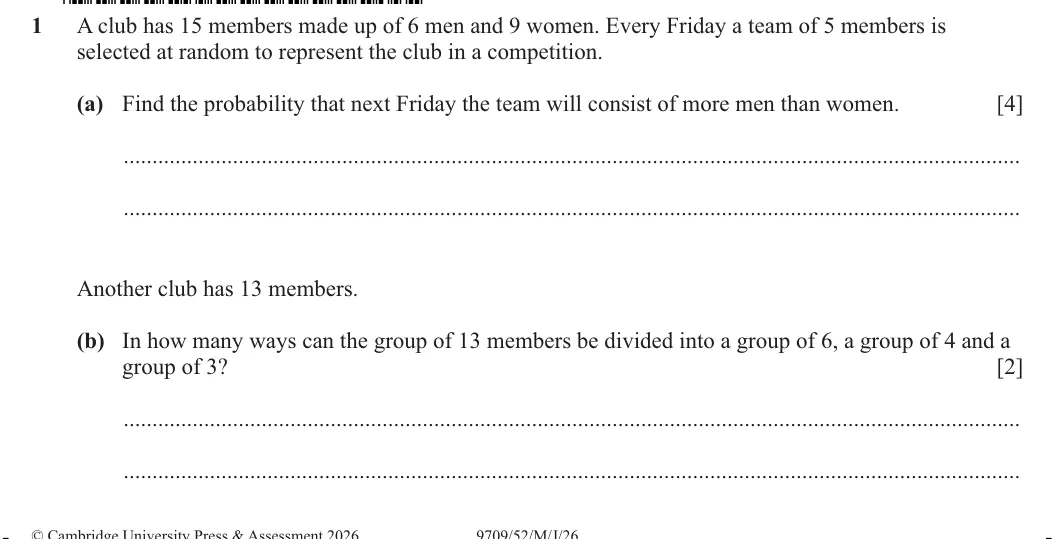 1 A club has 15 members made up of 6 men and 9 women. Every Friday a team of 5 members is
selected at random to represent the club in a competition.
(a) Find the probability that next Friday the team will consist of more men than women. [4]
Another club has 13 members.
(b) In how many ways can the group of 13 members be divided into a group of 6, a group of 4 and a
group of 3? [2]
© Cambridge University Press & Assessment 2026 9709/52/M/J/26